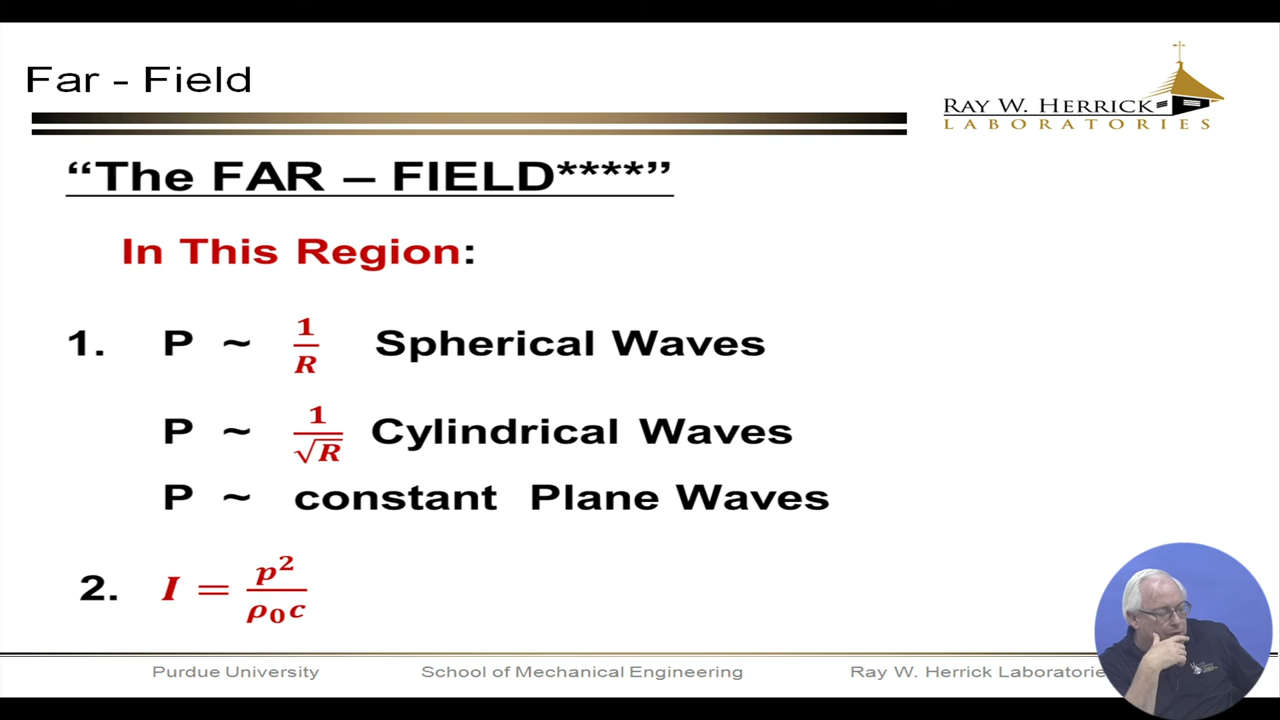 Far - Field
RAY W. HERRICK
LABORATORIES
“The FAR – FIELD****”
In This Region:
1. P ~ 1/R Spherical Waves
P ~ 1/√R Cylindrical Waves
P ~ constant Plane Waves
2. I = p²/ρ₀c
Purdue University School of Mechanical Engineering Ray W. Herrick Laboratorie